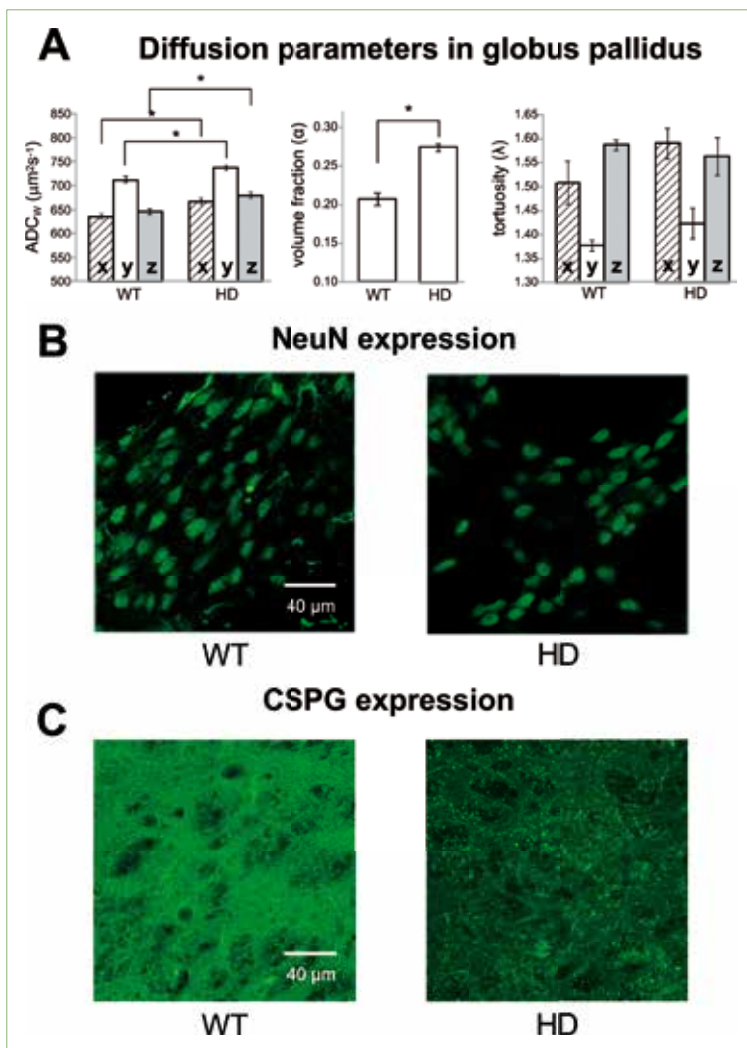 A Diffusion parameters in globus pallidus
ADCw (µm²s⁻¹)
850
800
750
700
650
600
550
500
* * *
x y z x y z
WT HD
volume fraction (α)
0.30
0.25
0.20
0.15
0.10
*
WT HD
tortuosity (λ)
1.65
1.60
1.55
1.50
1.45
1.40
1.35
1.30
x y z x y z
WT HD
B NeuN expression
40 µm
WT HD
C CSPG expression
40 µm
WT HD